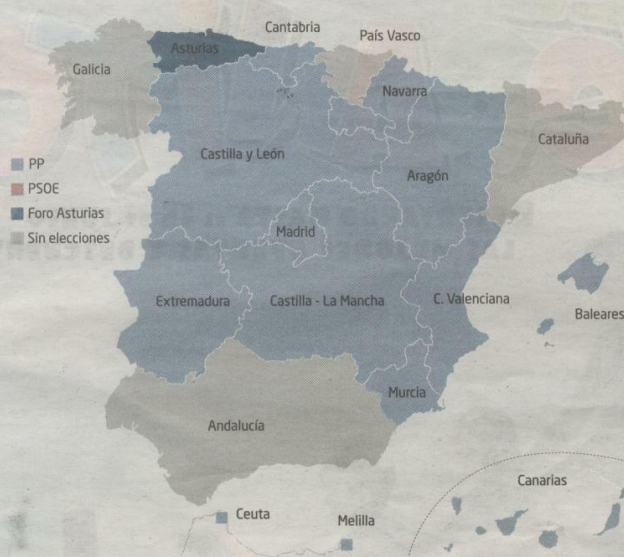 Cantabria
País Vasco
Asturias
Galicia
Navarra
Cataluña
Castilla y León
PP
Aragón
PSOE
Foro Asturias
Madrid
Sin elecciones
Extremadura
Castilla - La Mancha
C. Valenciana
Baleares
Murcia
Andalucía
Canarias
Ceuta
Melilla